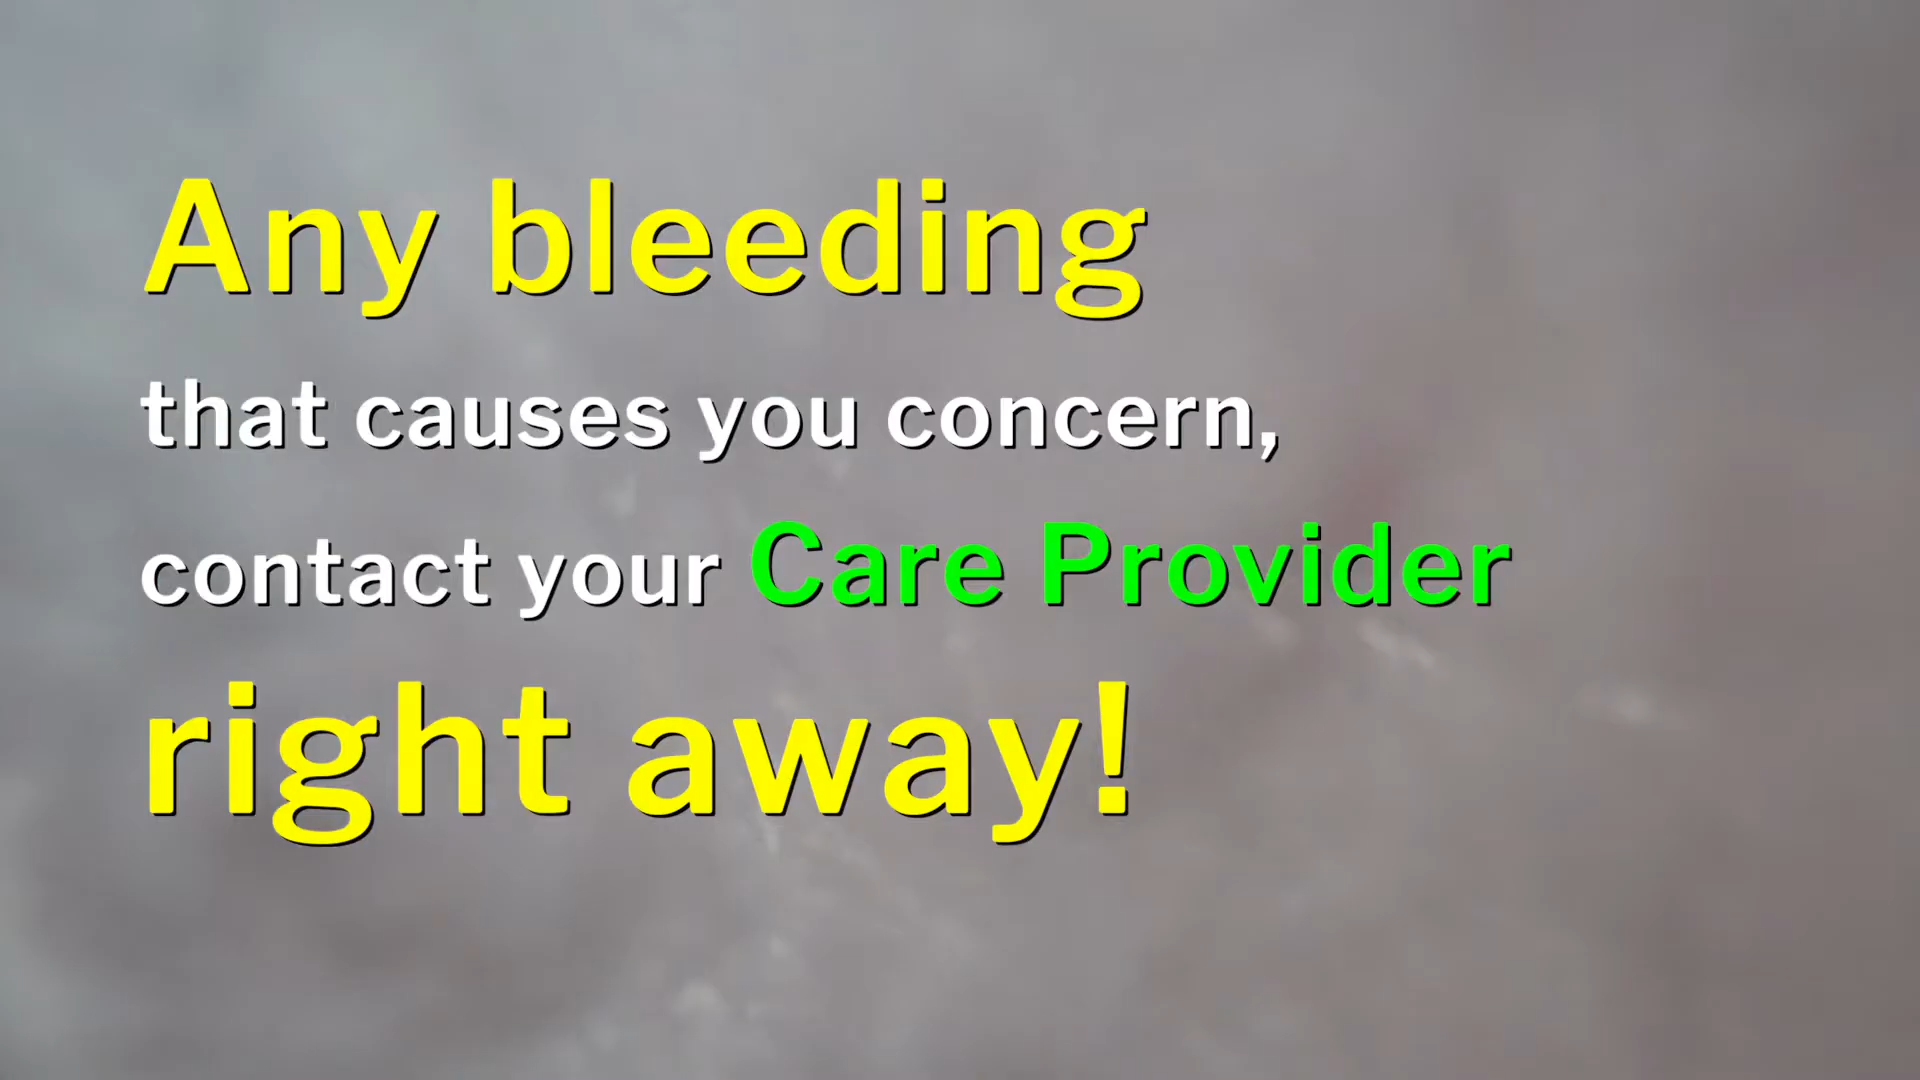 Any bleeding
that causes you concern,
contact your Care Provider
right away!